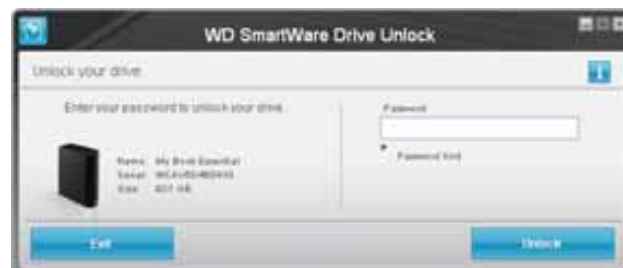 WD SmartWare Drive Unlock
Unlock your drive
Enter your password to unlock your drive.
Password
Password hint
Name: My Book Essential
Serial:
Size:
Exit
Unlock